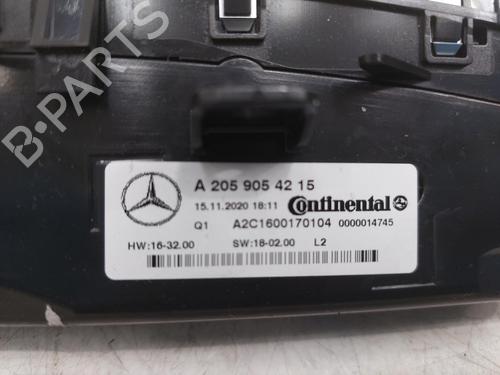 B-PARTS
A 205 905 42 15
15.11.2020 18:11
Continental
Q1
A2C1600170104 0000014745
HW:16-32.00
SW:18-02.00
L2